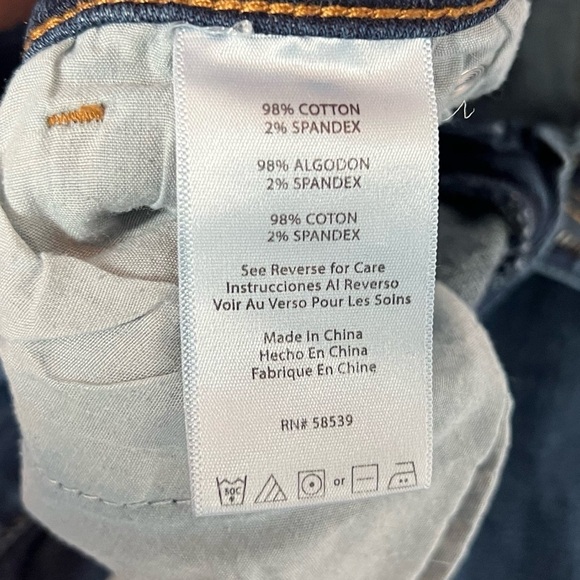 98% COTTON
2% SPANDEX
98% ALGODON
2% SPANDEX
98% COTON
2% SPANDEX
See Reverse for Care
Instrucciones Al Reverso
Voir Au Verso Pour Les Soins
Made In China
Hecho En China
Fabrique En Chine
RN# 58539
or